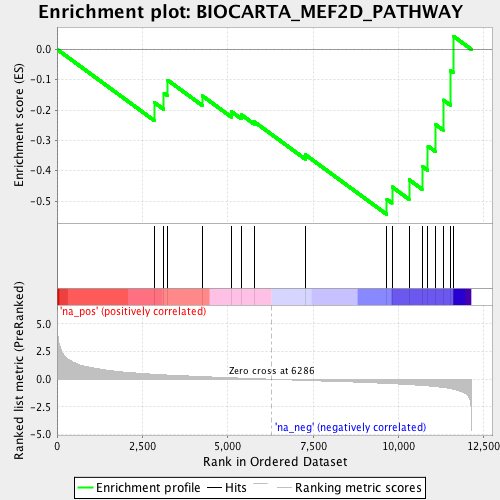 Enrichment plot: BIOCARTA_MEF2D_PATHWAY
Enrichment score (ES)
0.0
-0.1
-0.2
-0.3
-0.4
-0.5
'na_pos' (positively correlated)
Ranked list metric (PreRanked)
5.0
2.5
0.0
-2.5
-5.0
Zero cross at 6286
'na_neg' (negatively correlated)
0 2,500 5,000 7,500 10,000 12,500
Rank in Ordered Dataset
Enrichment profile Hits Ranking metric scores